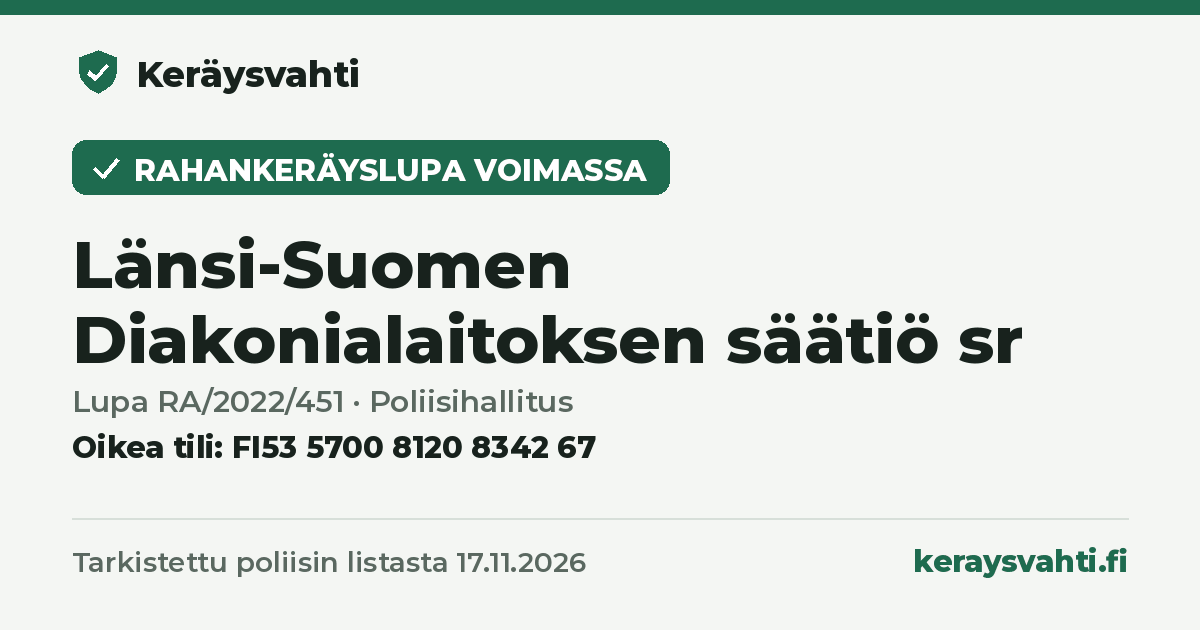 Keräysvahti
RAHANKERÄYSLUPA VOIMASSA
Länsi-Suomen
Diakonialaitoksen säätiö sr
Lupa RA/2022/451 · Poliisihallitus
Oikea tili: FI53 5700 8120 8342 67
Tarkistettu poliisin listasta 17.11.2026
keraysvahti.fi